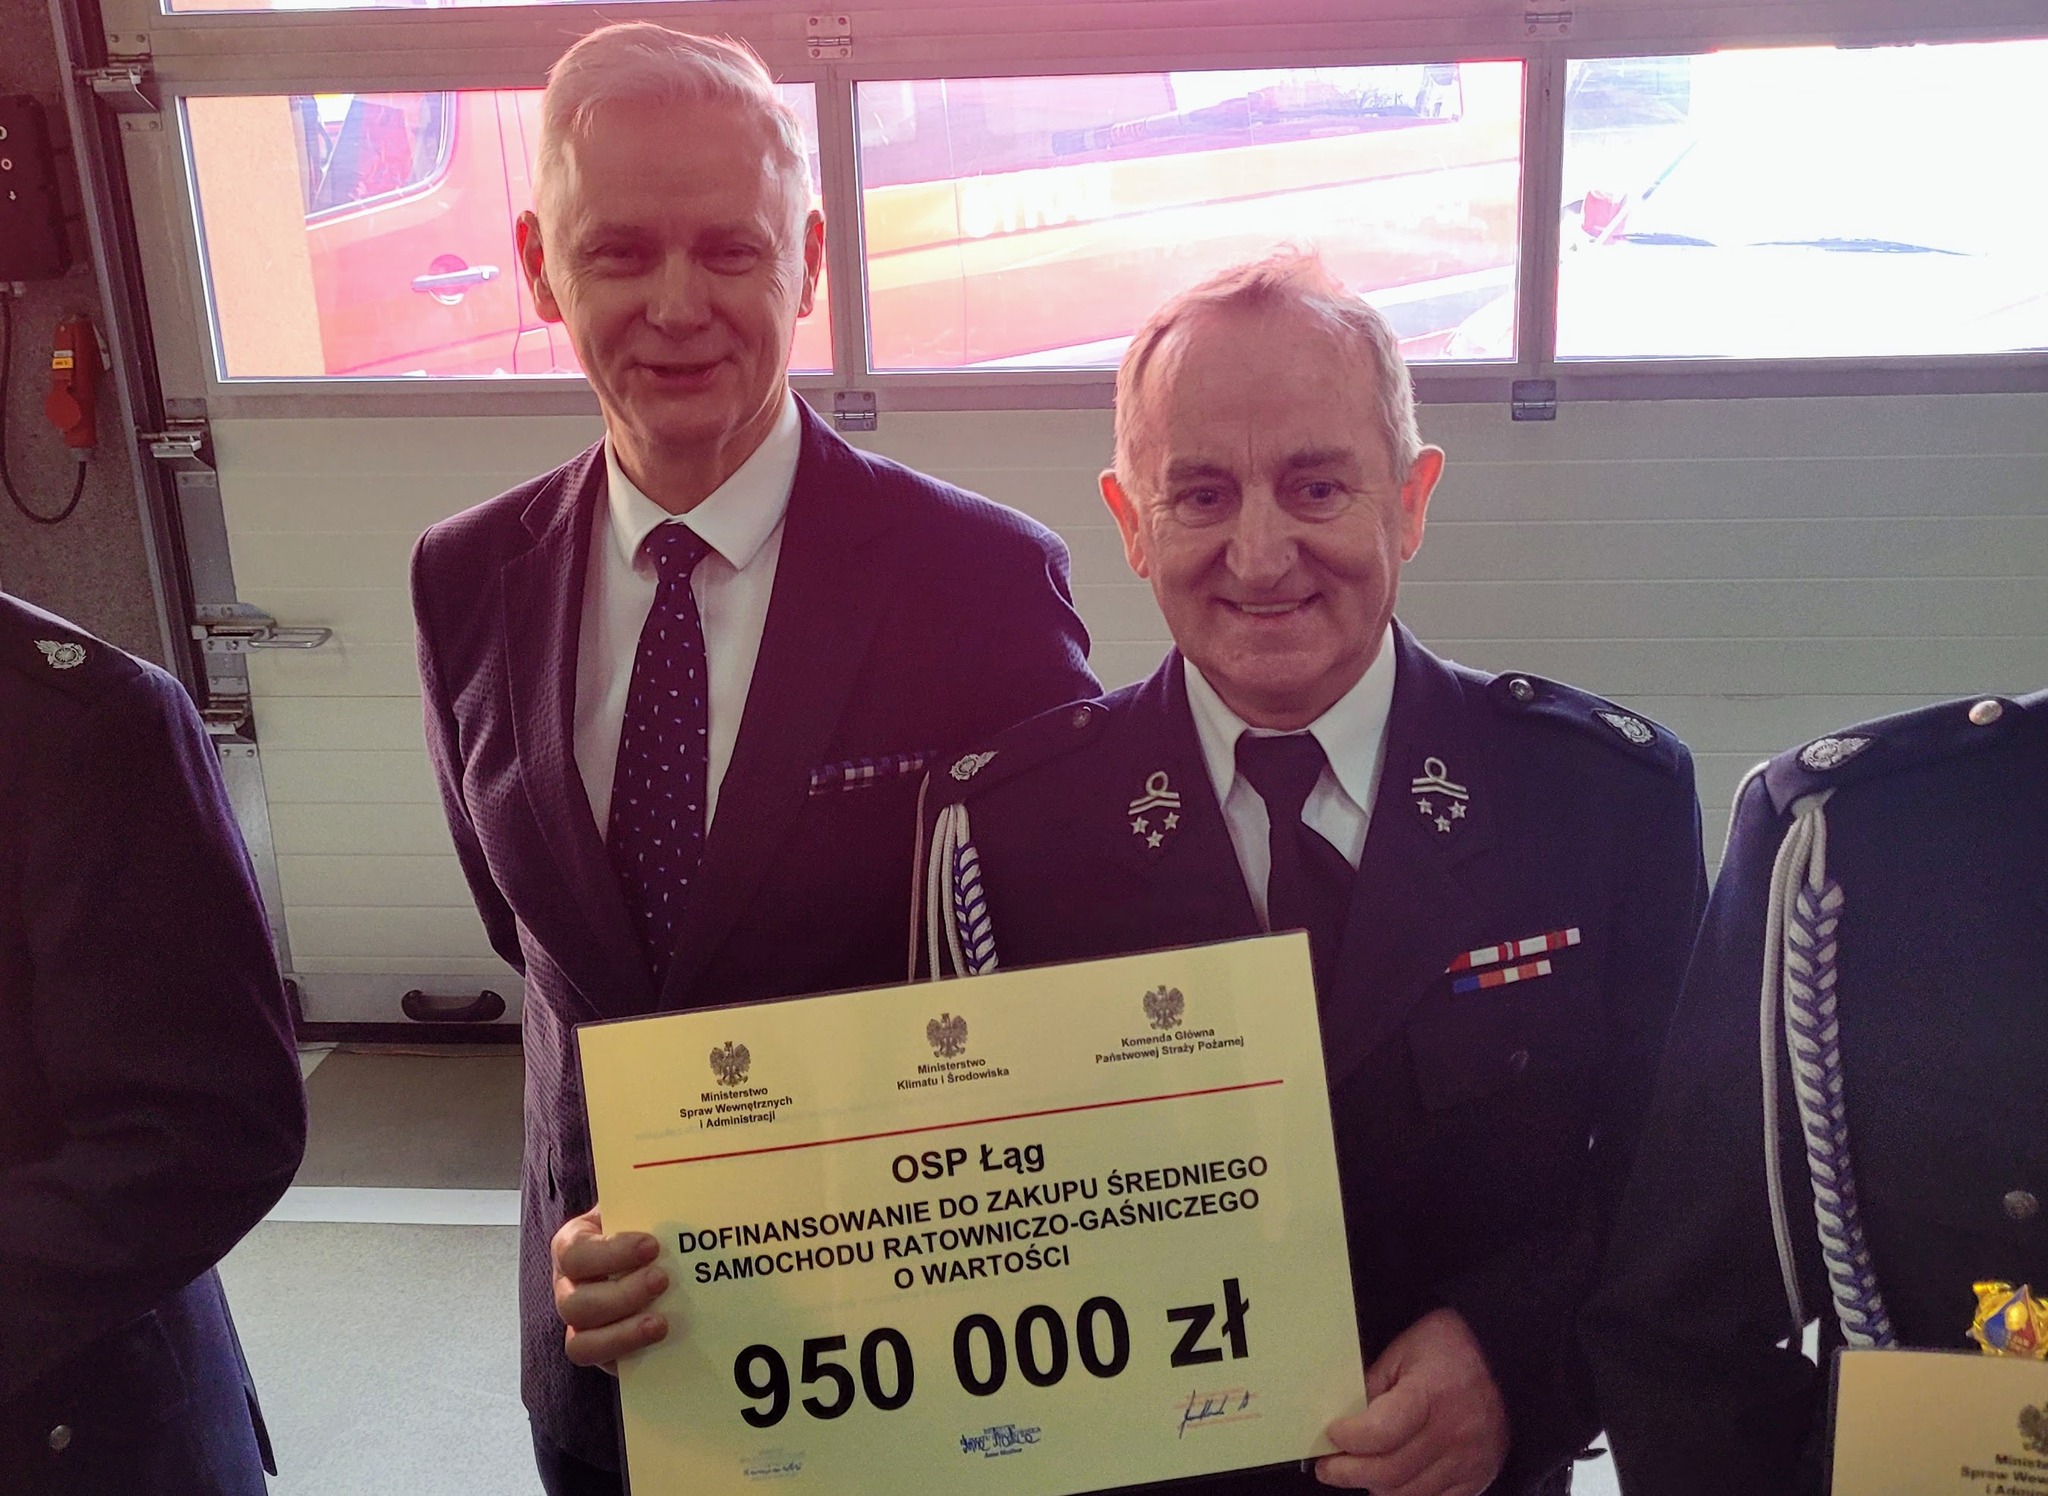 Ministerstwo
Spraw Wewnętrznych
i Administracji
Ministerstwo
Klimatu i Środowiska
Komenda Główna
Państwowej Straży Pożarnej
OSP Łąg
DOFINANSOWANIE DO ZAKUPU ŚREDNIEGO
SAMOCHODU RATOWNICZO-GAŚNICZEGO
O WARTOŚCI
950 000 zł